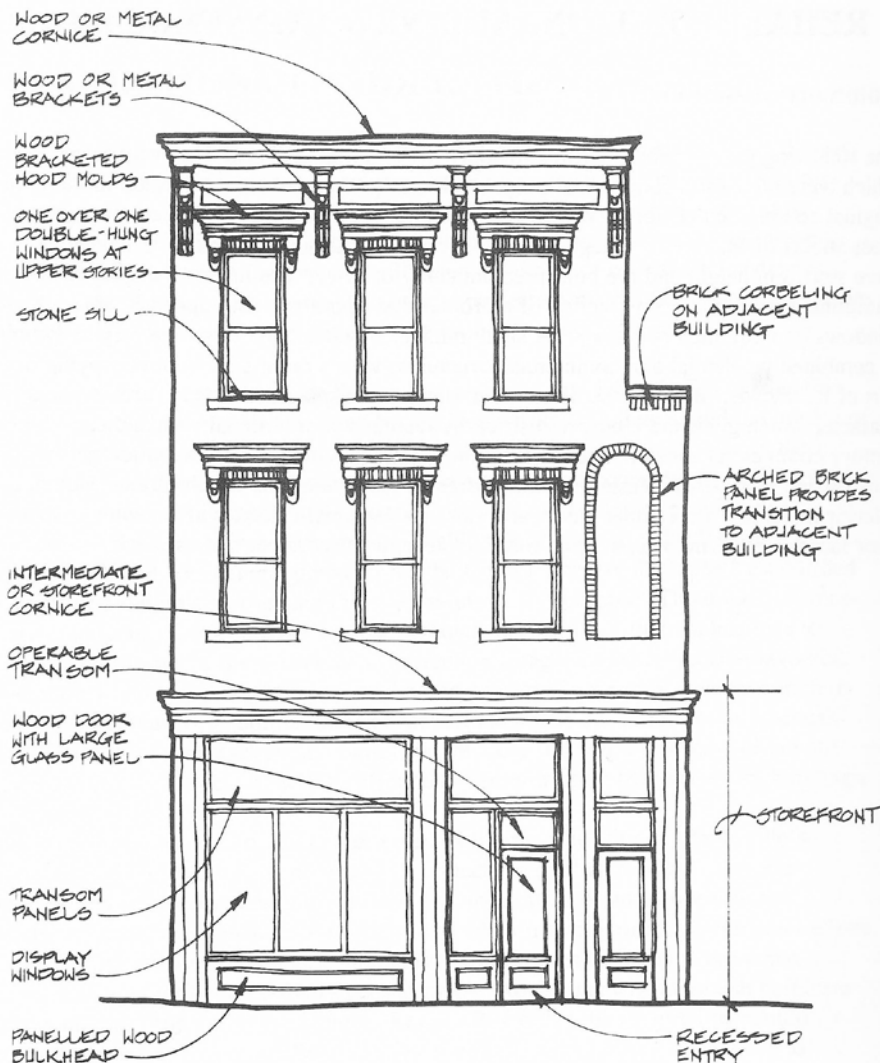 WOOD OR METAL
CORNICE
WOOD OR METAL
BRACKETS
WOOD
BRACKETED
HOOD MOLDS
ONE OVER ONE
DOUBLE-HUNG
WINDOWS AT
UPPER STORIES
STONE SILL
BRICK CORBELING
ON ADJACENT
BUILDING
ARCHED BRICK
PANEL PROVIDES
TRANSITION
TO ADJACENT
BUILDING
INTERMEDIATE
OR STOREFRONT
CORNICE
OPERABLE
TRANSOM
WOOD DOOR
WITH LARGE
GLASS PANEL
STOREFRONT
TRANSOM
PANELS
DISPLAY
WINDOWS
PANELLED WOOD
BULKHEAD
RECESSED
ENTRY